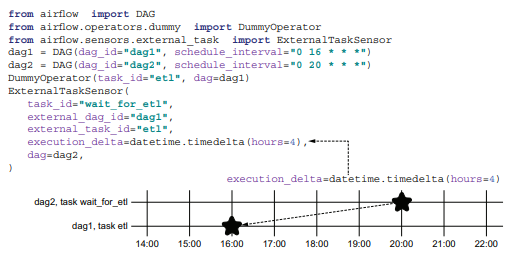 from airflow import DAG
from airflow.operators.dummy import DummyOperator
from airflow.sensors.external_task import ExternalTaskSensor
dag1 = DAG(dag_id="dag1", schedule_interval="0 16 * * *")
dag2 = DAG(dag_id="dag2", schedule_interval="0 20 * * *")
DummyOperator(task_id="etl", dag=dag1)
ExternalTaskSensor(
    task_id="wait_for_etl",
    external_dag_id="dag1",
    external_task_id="etl",
    execution_delta=datetime.timedelta(hours=4),
    dag=dag2,
)
execution_delta=datetime.timedelta(hours=4)
dag2, task wait_for_etl
dag1, task etl
14:00 15:00 16:00 17:00 18:00 19:00 20:00 21:00 22:00